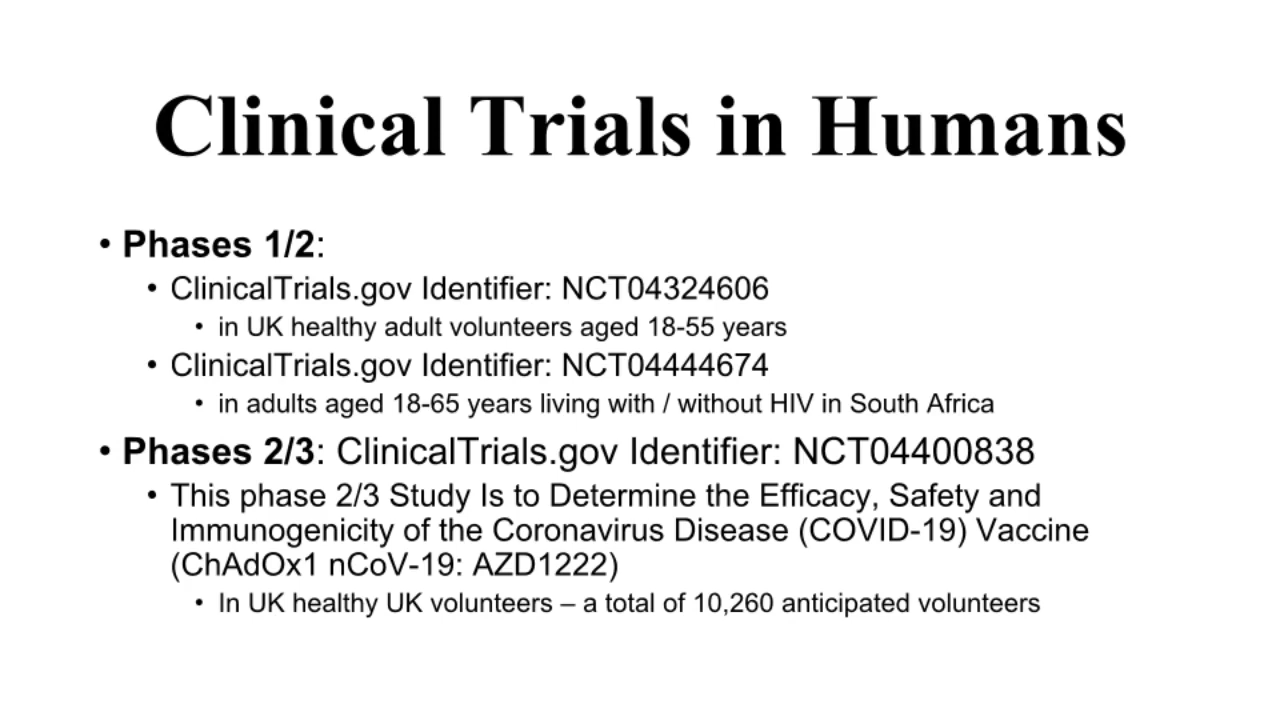 Clinical Trials in Humans
• Phases 1/2:
• ClinicalTrials.gov Identifier: NCT04324606
• in UK healthy adult volunteers aged 18-55 years
• ClinicalTrials.gov Identifier: NCT04444674
• in adults aged 18-65 years living with / without HIV in South Africa
• Phases 2/3: ClinicalTrials.gov Identifier: NCT04400838
• This phase 2/3 Study Is to Determine the Efficacy, Safety and
Immunogenicity of the Coronavirus Disease (COVID-19) Vaccine
(ChAdOx1 nCoV-19: AZD1222)
• In UK healthy UK volunteers – a total of 10,260 anticipated volunteers